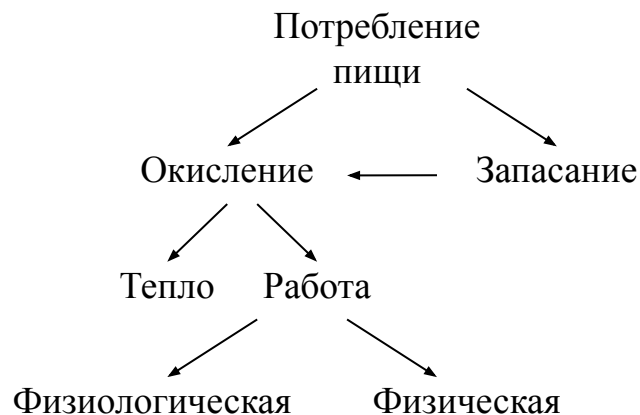 Потребление
пищи
Окисление Запасание
Тепло Работа
Физиологическая Физическая